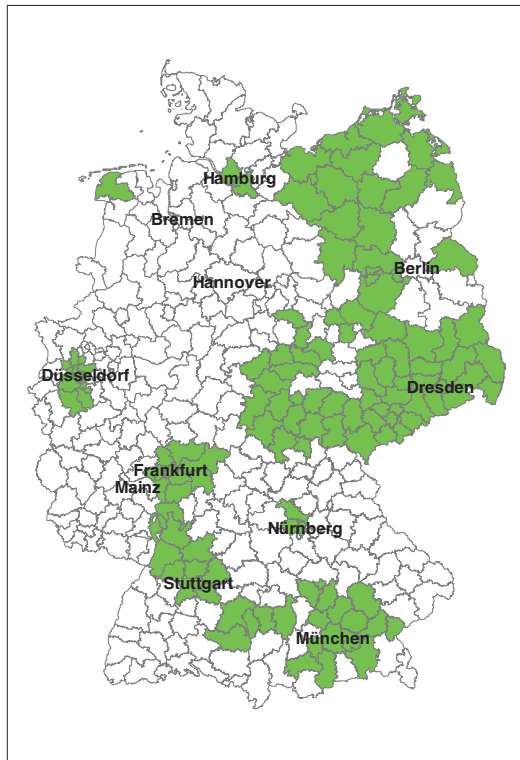 Hamburg
Bremen
Berlin
Hannover
Düsseldorf
Dresden
Frankfurt
Mainz
Nürnberg
Stuttgart
München